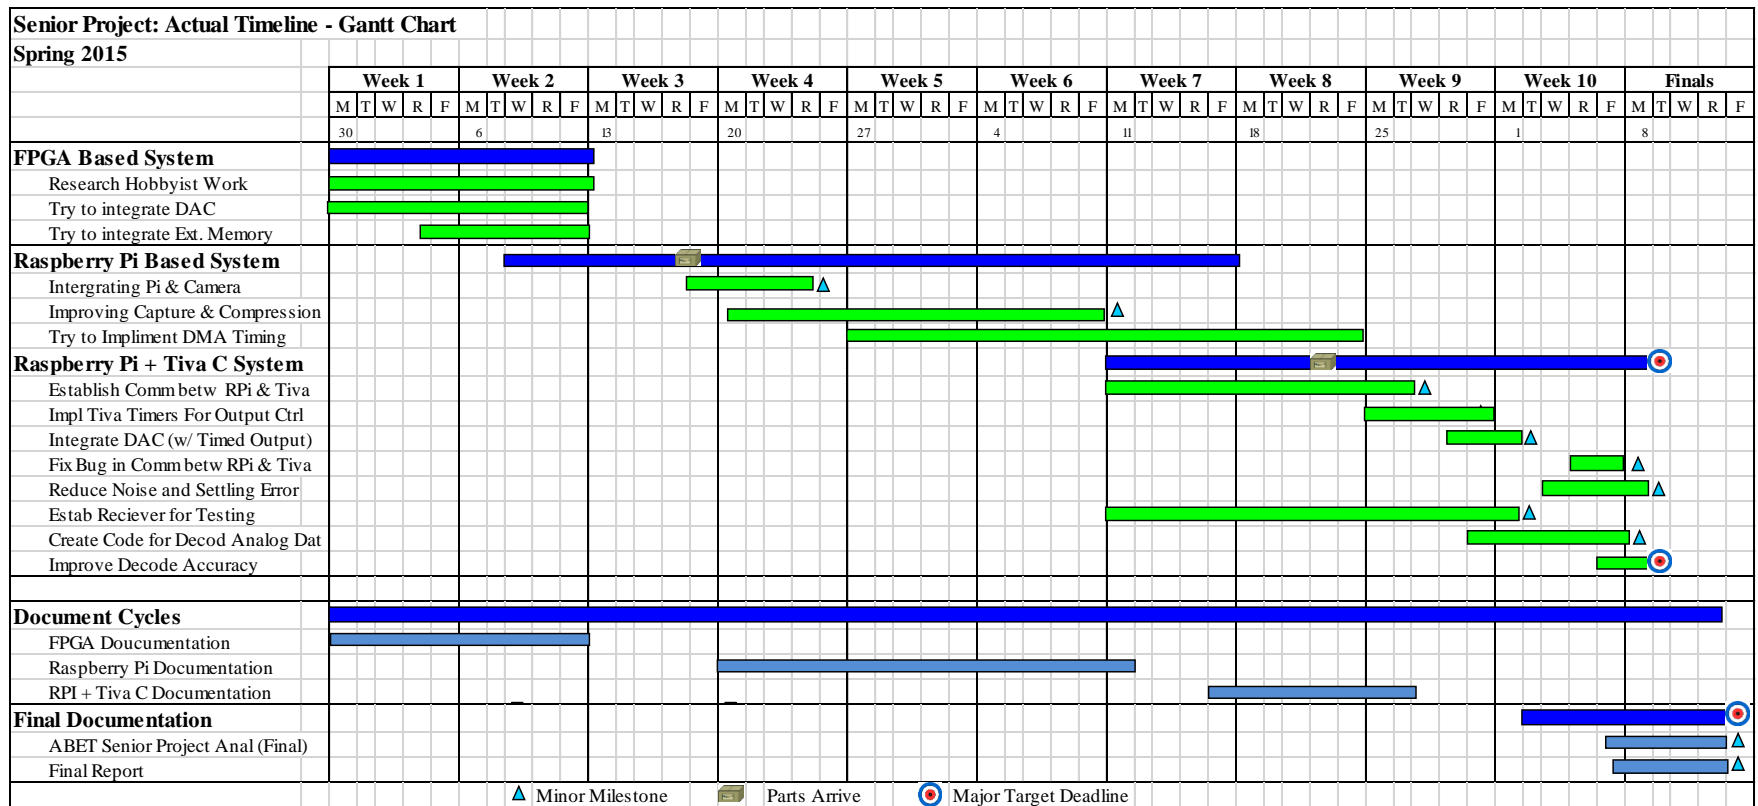 Senior Project: Actual Timeline - Gantt Chart
Spring 2015
Week 1 Week 2 Week 3 Week 4 Week 5 Week 6 Week 7 Week 8 Week 9 Week 10 Finals
M T W R F M T W R F M T W R F M T W R F M T W R F M T W R F M T W R F M T W R F M T W R F M T W R F M T W R F
30 6 13 20 27 4 11 18 25 1 8
FPGA Based System
Research Hobbyist Work
Try to integrate DAC
Try to integrate Ext. Memory
Raspberry Pi Based System
Intergrating Pi & Camera
Improving Capture & Compression
Try to Impliment DMA Timing
Raspberry Pi + Tiva C System
Establish Comm betw RPi & Tiva
Impl Tiva Timers For Output Ctrl
Integrate DAC (w/ Timed Output)
Fix Bug in Comm betw RPi & Tiva
Reduce Noise and Settling Error
Estab Reciever for Testing
Create Code for Decod Analog Dat
Improve Decode Accuracy
Document Cycles
FPGA Doucumentation
Raspberry Pi Documentation
RPI + Tiva C Documentation
Final Documentation
ABET Senior Project Anal (Final)
Final Report
Minor Milestone Parts Arrive Major Target Deadline